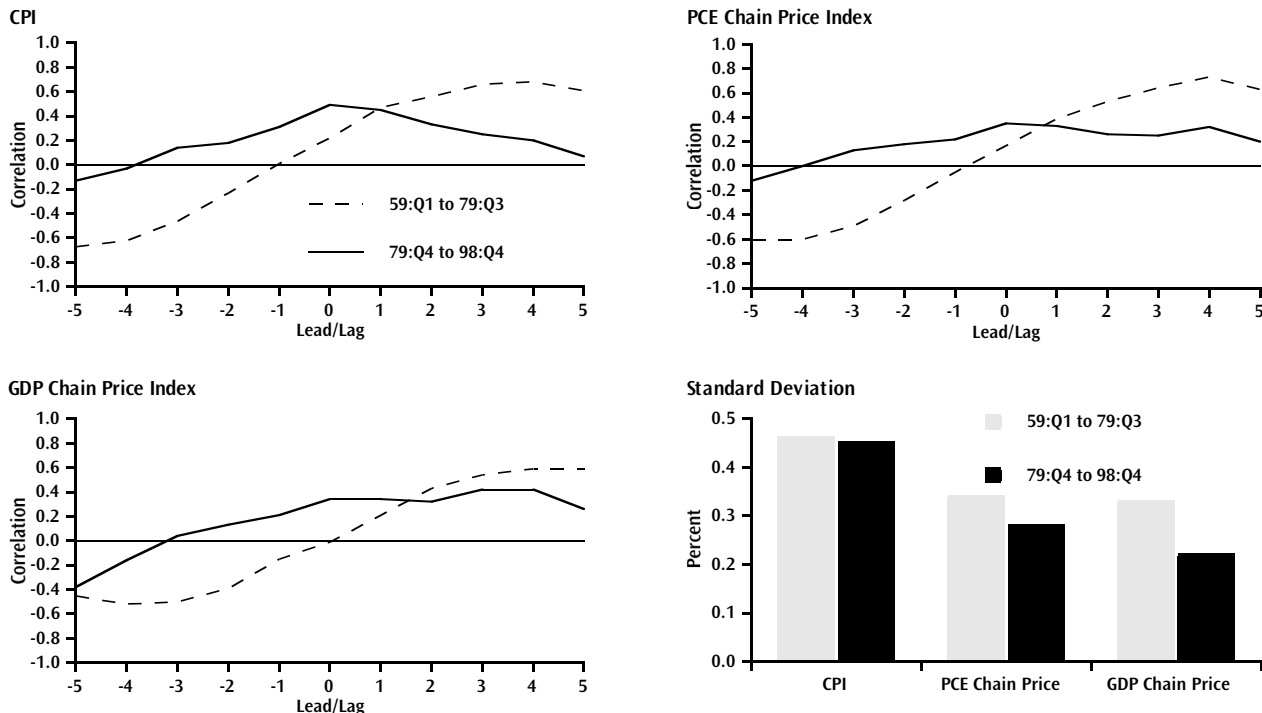 CPI
1.0
0.8
0.6
0.4
0.2
0.0
-0.2
-0.4
-0.6
-0.8
-1.0
Correlation
59:Q1 to 79:Q3
79:Q4 to 98:Q4
-5 -4 -3 -2 -1 0 1 2 3 4 5
Lead/Lag
PCE Chain Price Index
1.0
0.8
0.6
0.4
0.2
0.0
-0.2
-0.4
-0.6
-0.8
-1.0
Correlation
-5 -4 -3 -2 -1 0 1 2 3 4 5
Lead/Lag
GDP Chain Price Index
1.0
0.8
0.6
0.4
0.2
0.0
-0.2
-0.4
-0.6
-0.8
-1.0
Correlation
-5 -4 -3 -2 -1 0 1 2 3 4 5
Lead/Lag
Standard Deviation
0.5
0.4
0.3
0.2
0.1
0.0
Percent
59:Q1 to 79:Q3
79:Q4 to 98:Q4
CPI PCE Chain Price GDP Chain Price